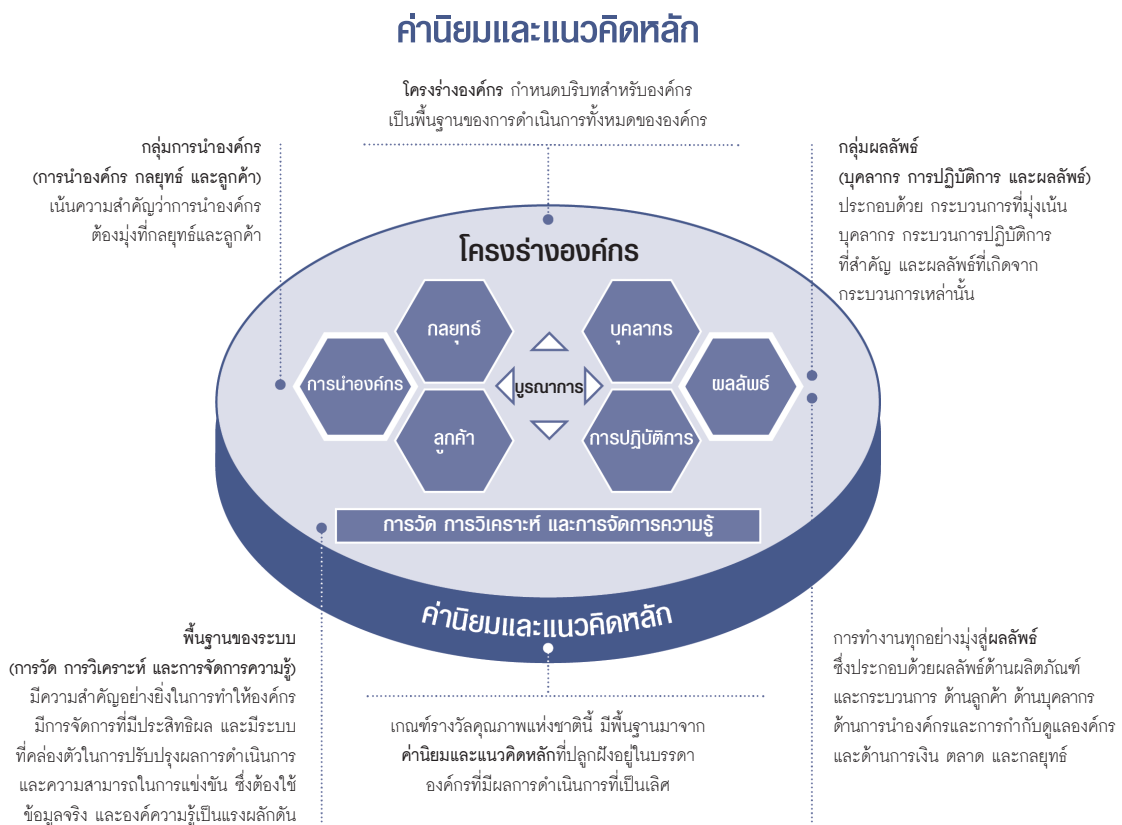 ค่านิยมและแนวคิดหลัก
โครงร่างองค์กร กำหนดบริบทสำหรับองค์กร
เป็นพื้นฐานของการดำเนินการทั้งหมดขององค์กร
กลุ่มการนำองค์กร
(การนำองค์กร กลยุทธ์ และลูกค้า)
เน้นความสำคัญว่าการนำองค์กร
ต้องมุ่งที่กลยุทธ์และลูกค้า
กลุ่มผลลัพธ์
(บุคลากร การปฏิบัติการ และผลลัพธ์)
ประกอบด้วย กระบวนการที่มุ่งเน้น
บุคลากร กระบวนการปฏิบัติการ
ที่สำคัญ และผลลัพธ์ที่เกิดจาก
กระบวนการเหล่านั้น
โครงร่างองค์กร
กลยุทธ์
บุคลากร
การนำองค์กร
บูรณาการ
ผลลัพธ์
ลูกค้า
การปฏิบัติการ
การวัด การวิเคราะห์ และการจัดการความรู้
ค่านิยมและแนวคิดหลัก
พื้นฐานของระบบ
(การวัด การวิเคราะห์ และการจัดการความรู้)
มีความสำคัญอย่างยิ่งในการทำให้องค์กร
มีการจัดการที่มีประสิทธิผล และมีระบบ
ที่คล่องตัวในการปรับปรุงผลการดำเนินการ
และความสามารถในการแข่งขัน ซึ่งต้องใช้
ข้อมูลจริง และองค์ความรู้เป็นแรงผลักดัน
เกณฑ์รางวัลคุณภาพแห่งชาตินี้ มีพื้นฐานมาจาก
ค่านิยมและแนวคิดหลักที่ปลูกฝังอยู่ในบรรดา
องค์กรที่มีผลการดำเนินการที่เป็นเลิศ
การทำงานทุกอย่างมุ่งสู่ผลลัพธ์
ซึ่งประกอบด้วยผลลัพธ์ด้านผลิตภัณฑ์
และกระบวนการ ด้านลูกค้า ด้านบุคลากร
ด้านการนำองค์กรและการกำกับดูแลองค์กร
และด้านการเงิน ตลาด และกลยุทธ์